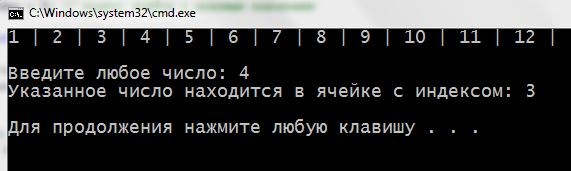 C:\Windows\system32\cmd.exe
1 | 2 | 3 | 4 | 5 | 6 | 7 | 8 | 9 | 10 | 11 | 12 |
Введите любое число: 4
Указанное число находится в ячейке с индексом: 3
Для продолжения нажмите любую клавишу . . .